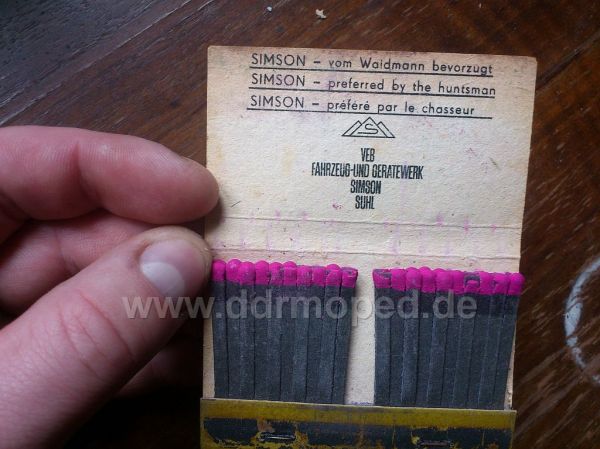 SIMSON – vom Waidmann bevorzugt
SIMSON – preferred by the huntsman
SIMSON – préféré par le chasseur
S
VEB
FAHRZEUG-UND GERÄTEWERK
SIMSON
SUHL
www.ddrmoped.de